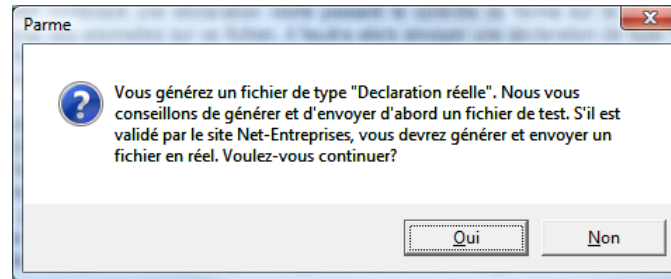 Parme
Vous générez un fichier de type "Declaration réelle". Nous vous
conseillons de générer et d'envoyer d'abord un fichier de test. S'il est
validé par le site Net-Entreprises, vous devrez générer et envoyer un
fichier en réel. Voulez-vous continuer?
Oui
Non